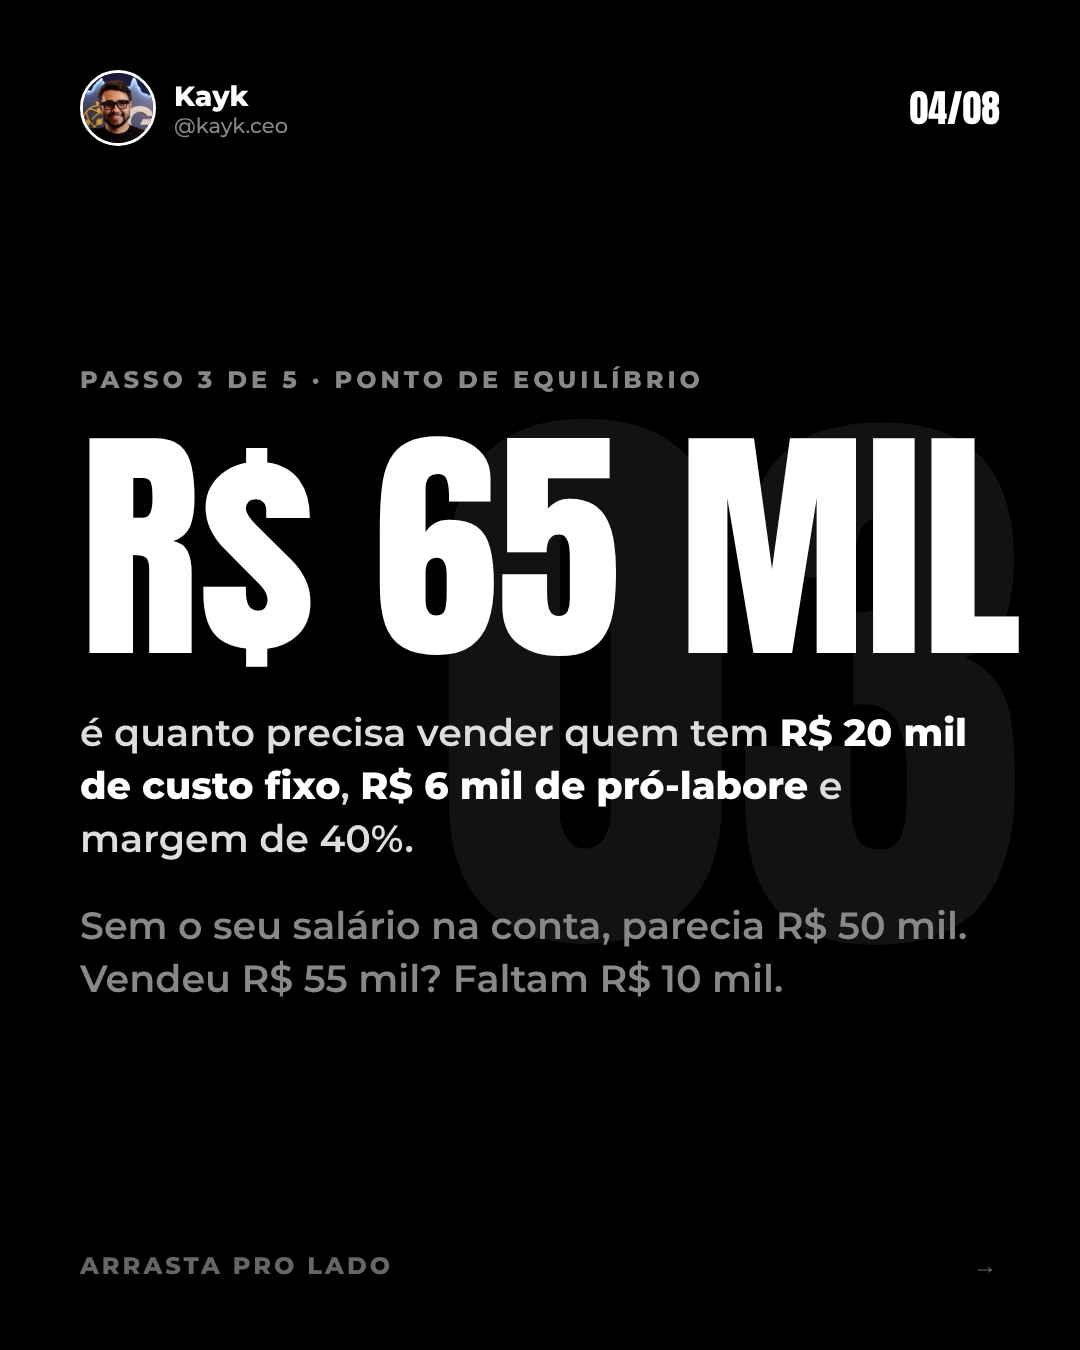 Kayk
@kayk.ceo
04/08
PASSO 3 DE 5 · PONTO DE EQUILÍBRIO
03
R$ 65 MIL
é quanto precisa vender quem tem R$ 20 mil
de custo fixo, R$ 6 mil de pró-labore e
margem de 40%.
Sem o seu salário na conta, parecia R$ 50 mil.
Vendeu R$ 55 mil? Faltam R$ 10 mil.
ARRASTA PRO LADO →